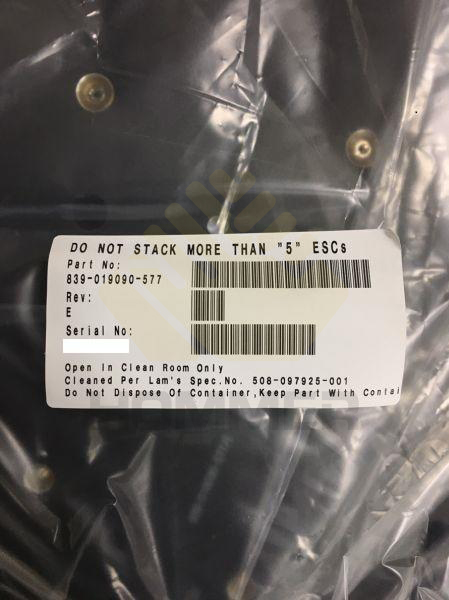 DO NOT STACK MORE THAN "5" ESCs
Part No:
839-019090-577
Rev:
E
Serial No:
Open In Clean Room Only
Cleaned Per Lam's Spec.No. 508-097925-001
Do Not Dispose Of Container,Keep Part With Contai